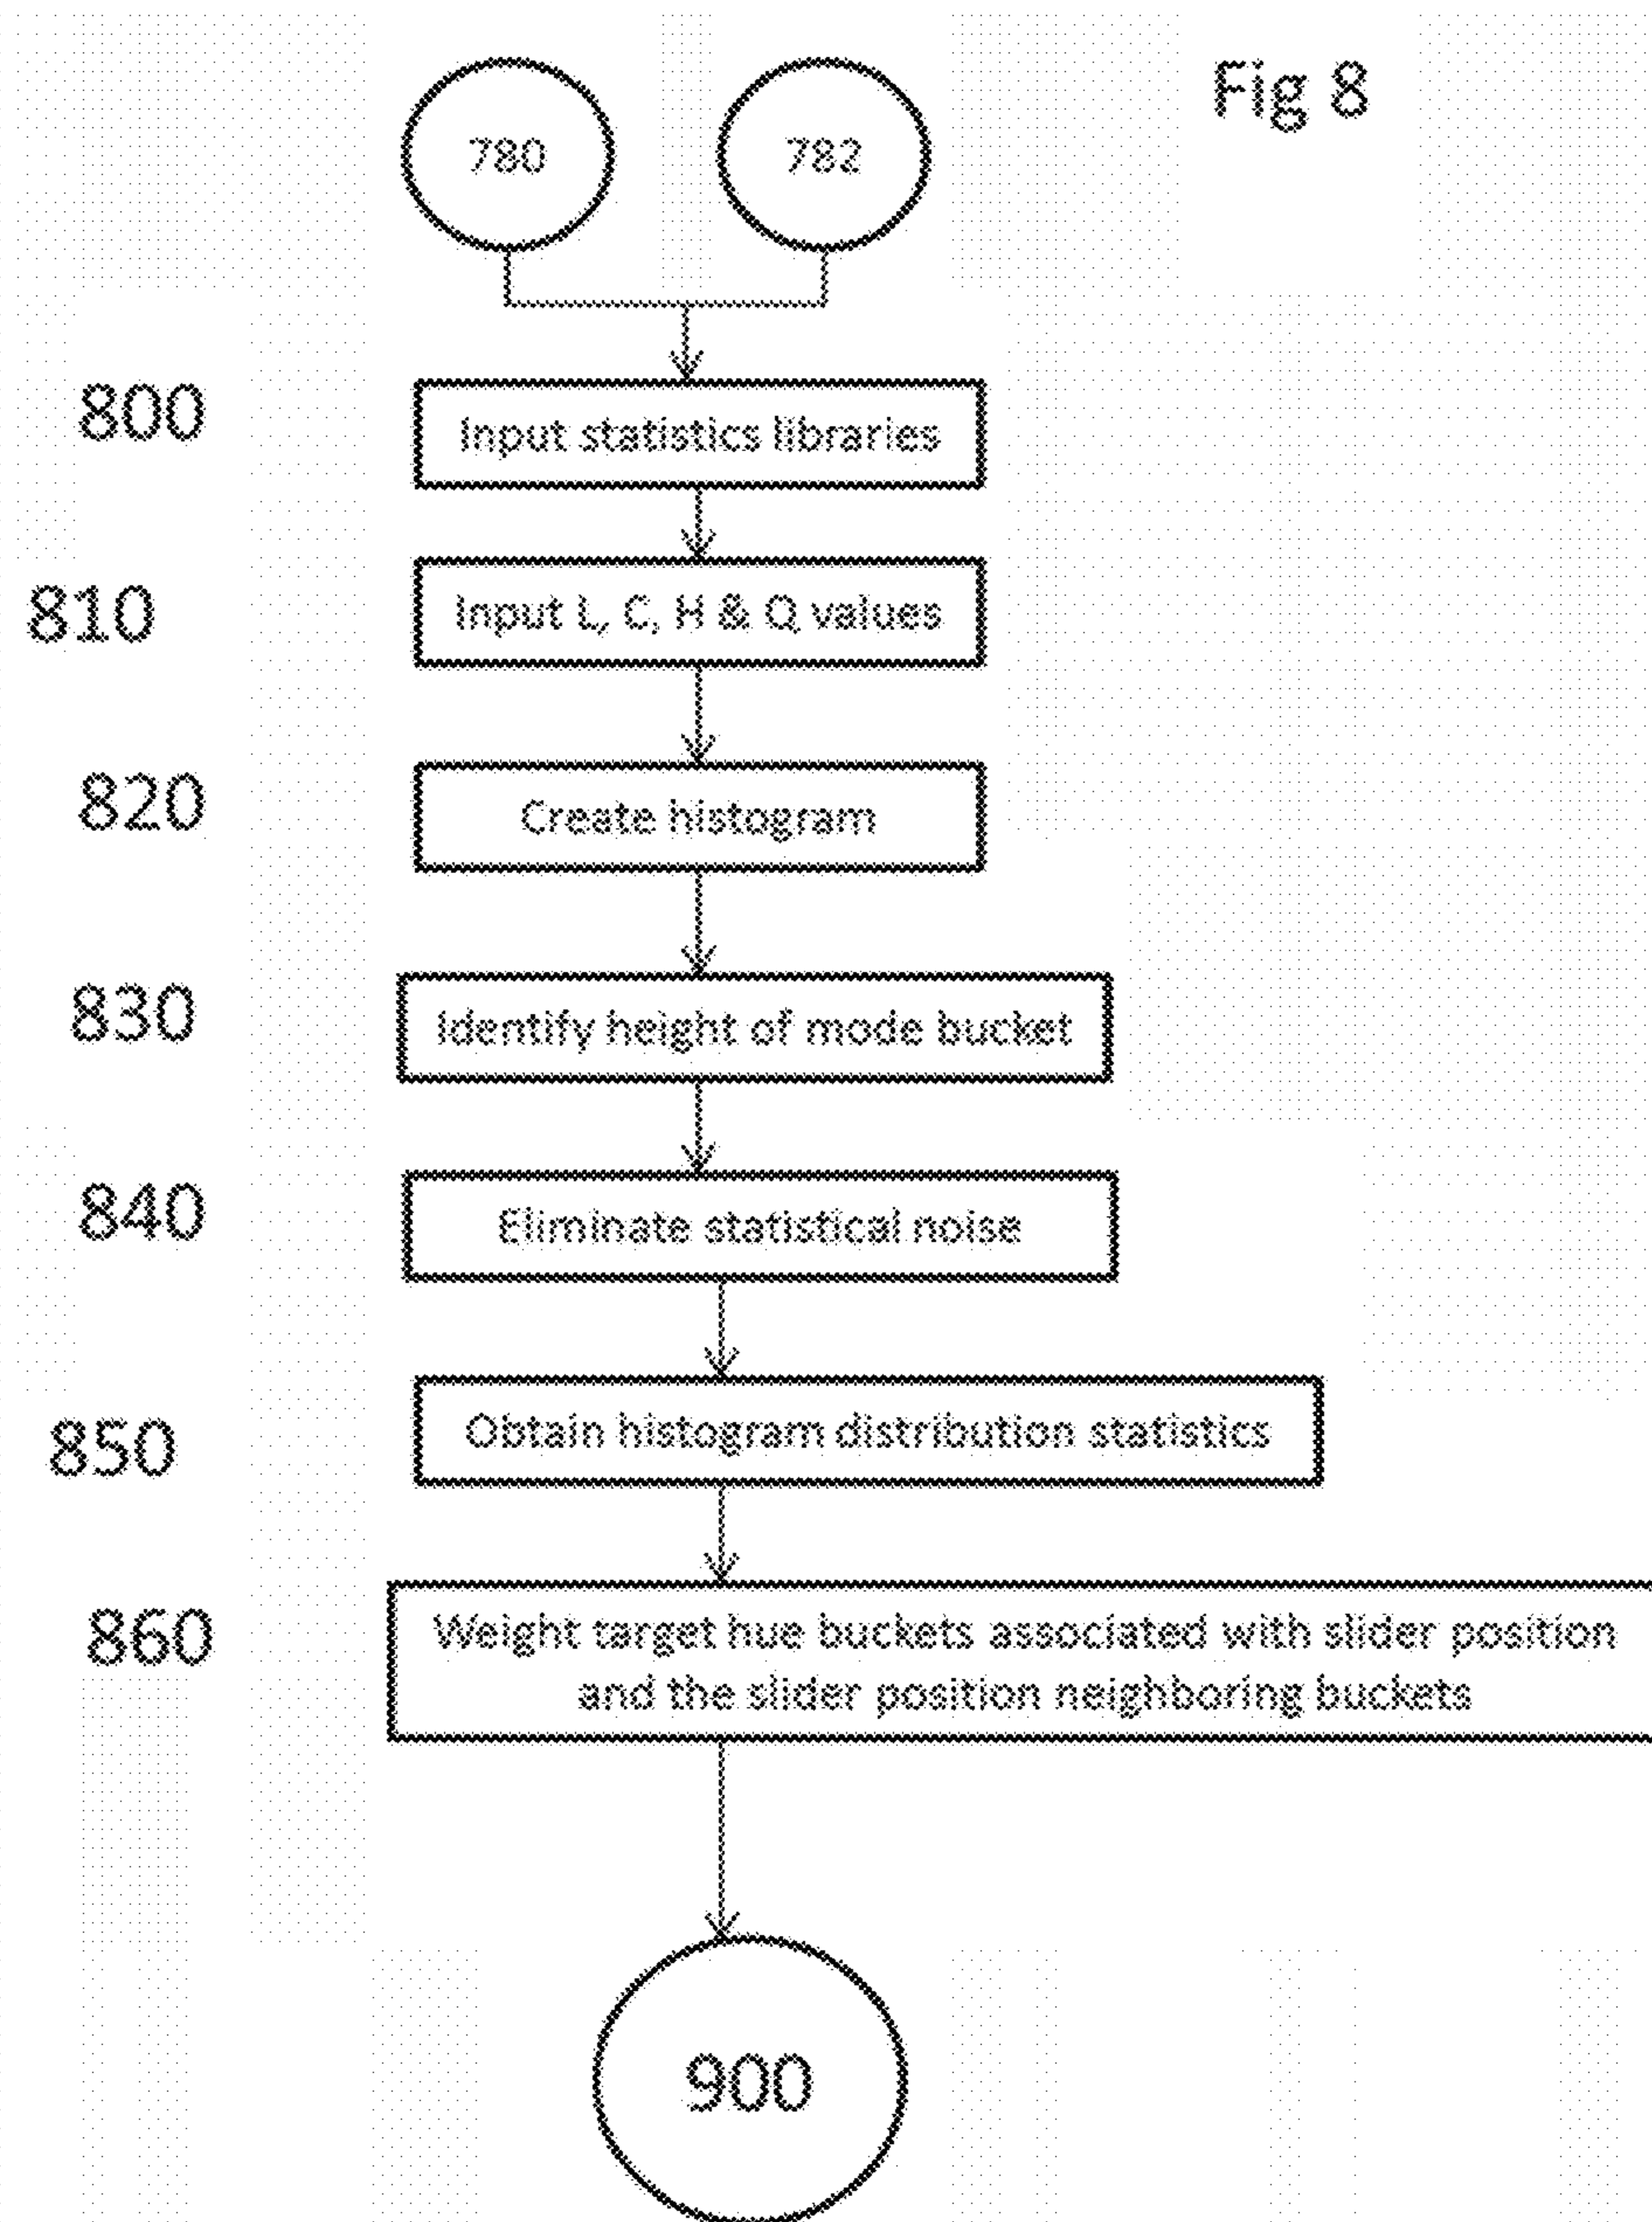 Fig 8
780
782
800
Input statistics libraries
810
Input L, C, H & Q values
820
Create histogram
830
Identify height of mode bucket
840
Eliminate statistical noise
850
Obtain histogram distribution statistics
860
Weight target hue buckets associated with slider position
and the slider position neighboring buckets
900